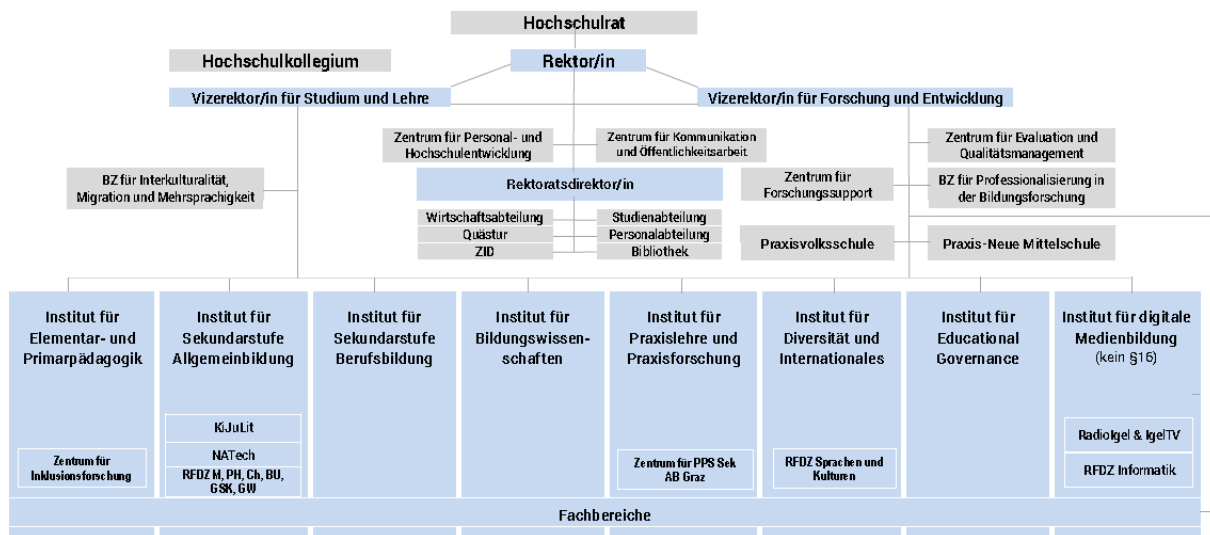 Hochschulrat
Hochschulkollegium
Rektor/in
Vizerektor/in für Studium und Lehre
Vizerektor/in für Forschung und Entwicklung
Zentrum für Personal- und
Hochschulentwicklung
Zentrum für Kommunikation
und Öffentlichkeitsarbeit
Zentrum für Evaluation und
Qualitätsmanagement
BZ für Interkulturalität,
Migration und Mehrsprachigkeit
Rektoratsdirektor/in
Zentrum für
Forschungssupport
BZ für Professionalisierung in
der Bildungsforschung
Wirtschaftsabteilung
Studienabteilung
Quästur
Personalabteilung
ZID
Bibliothek
Praxisvolksschule
Praxis-Neue Mittelschule
Institut für
Elementar- und
Primarpädagogik
Zentrum für
Inklusionsforschung
Institut für
Sekundarstufe
Allgemeinbildung
KiJuLit
NATech
RFDZ M, PH, Ch, BU,
GSK, GW
Institut für
Sekundarstufe
Berufsbildung
Institut für
Bildungswissen-
schaften
Institut für
Praxislehre und
Praxisforschung
Zentrum für PPS Sek
AB Graz
Institut für
Diversität und
Internationales
RFDZ Sprachen und
Kulturen
Institut für
Educational
Governance
Institut für digitale
Medienbildung
(kein §15)
RadioIgel & IgelTV
RFDZ Informatik
Fachbereiche